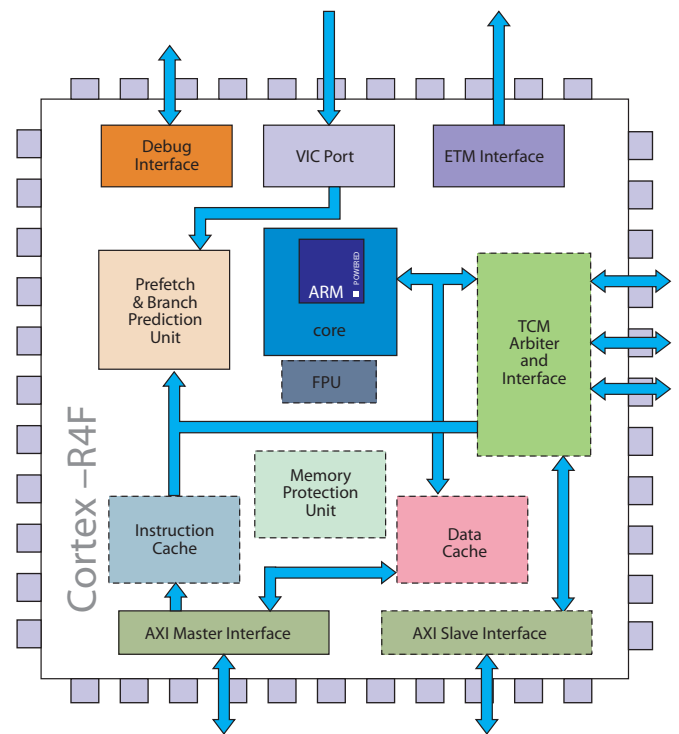 Debug
Interface
VIC Port
ETM Interface
Prefetch
& Branch
Prediction
Unit
ARM
POWERED
core
FPU
TCM
Arbiter
and
Interface
Cortex –R4F
Memory
Protection
Unit
Instruction
Cache
Data
Cache
AXI Master Interface
AXI Slave Interface